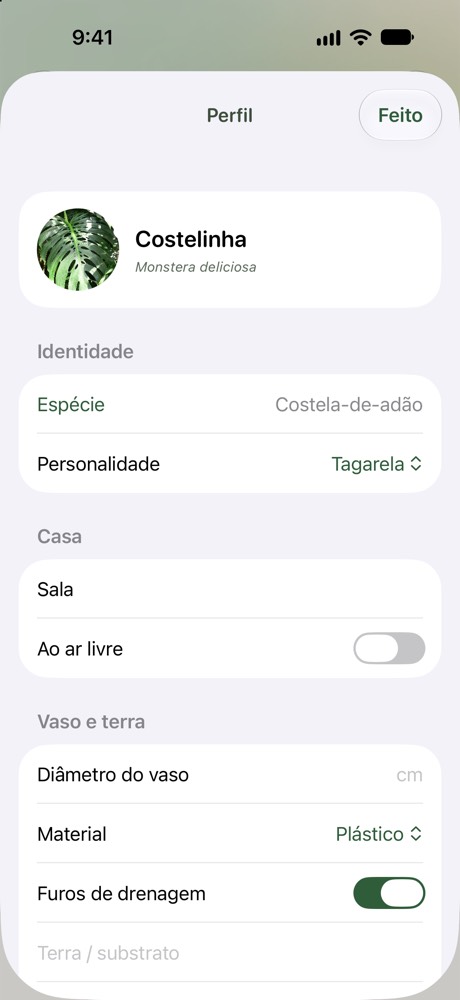 9:41
Perfil
Feito
Costelinha
Monstera deliciosa
Identidade
Espécie Costela-de-adão
Personalidade Tagarela
Casa
Sala
Ao ar livre
Vaso e terra
Diâmetro do vaso cm
Material Plástico
Furos de drenagem
Terra / substrato